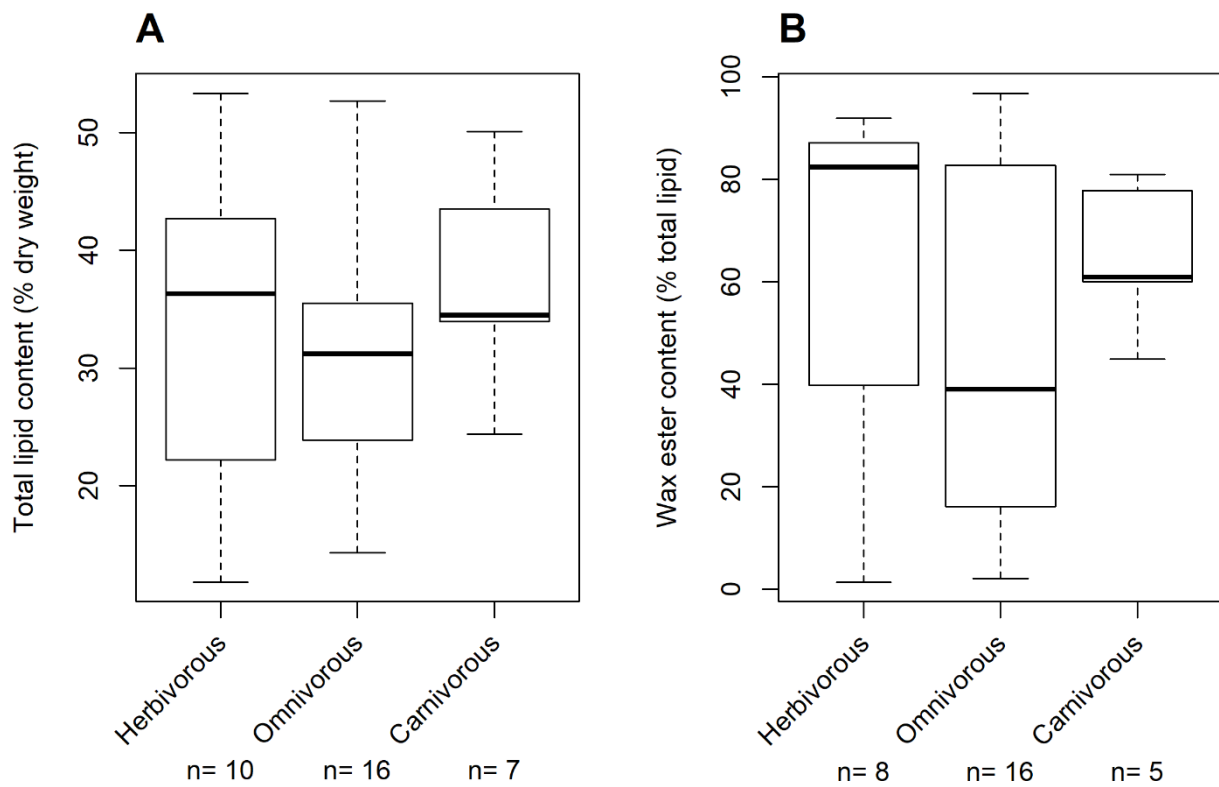 A
Total lipid content (% dry weight)
50
40
30
20
Herbivorous
Omnivorous
Carnivorous
n= 10
n= 16
n= 7
B
Wax ester content (% total lipid)
100
80
60
40
20
0
Herbivorous
Omnivorous
Carnivorous
n= 8
n= 16
n= 5